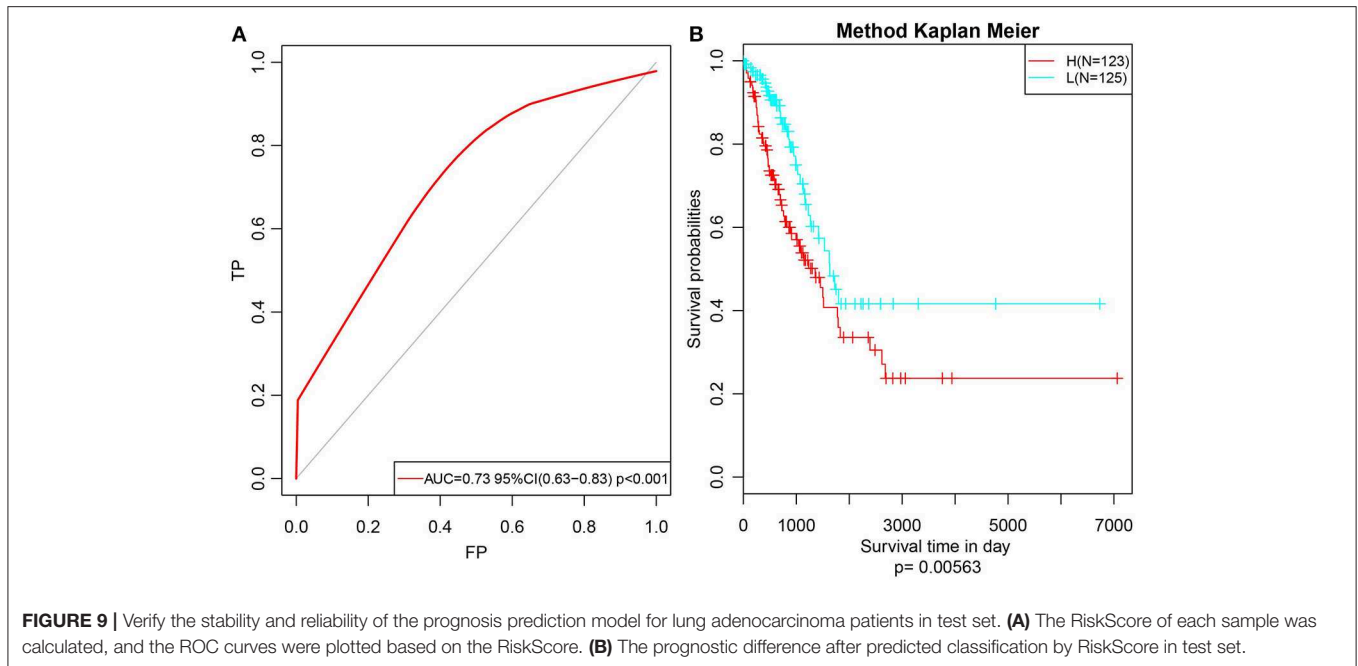 A
1.0
0.8
0.6
0.4
0.2
0.0
TP
AUC=0.73 95%CI(0.63−0.83) p<0.001
0.0 0.2 0.4 0.6 0.8 1.0
FP
B
Method Kaplan Meier
H(N=123)
L(N=125)
1.0
0.8
0.6
0.4
0.2
0.0
Survival probabilities
0 1000 3000 5000 7000
Survival time in day
p= 0.00563
FIGURE 9 | Verify the stability and reliability of the prognosis prediction model for lung adenocarcinoma patients in test set. (A) The RiskScore of each sample was
calculated, and the ROC curves were plotted based on the RiskScore. (B) The prognostic difference after predicted classification by RiskScore in test set.